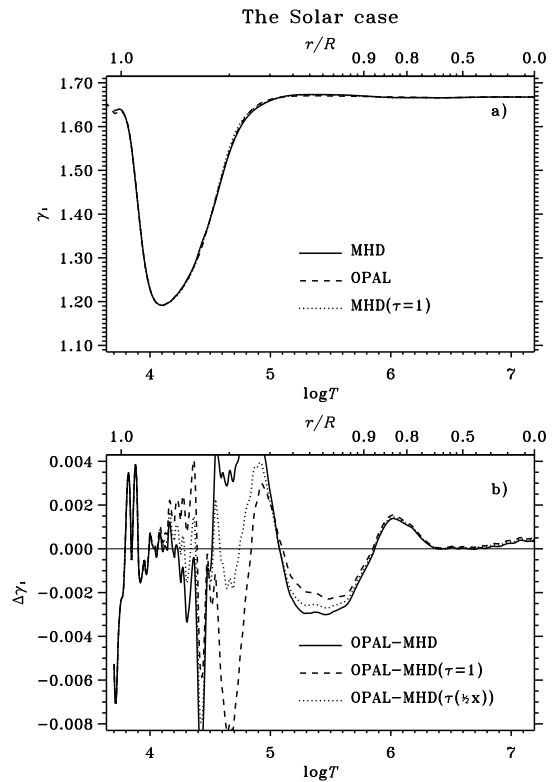 The Solar case
r/R
1.0 0.9 0.8 0.5 0.0
1.70
1.60
1.50
1.40
1.30
1.20
1.10
γ₁
a)
MHD
OPAL
MHD(τ=1)
4 5 6 7
logT
r/R
1.0 0.9 0.8 0.5 0.0
0.004
0.002
0.000
−0.002
−0.004
−0.006
−0.008
Δγ₁
b)
OPAL−MHD
OPAL−MHD(τ=1)
OPAL−MHD(τ(½x))
4 5 6 7
logT